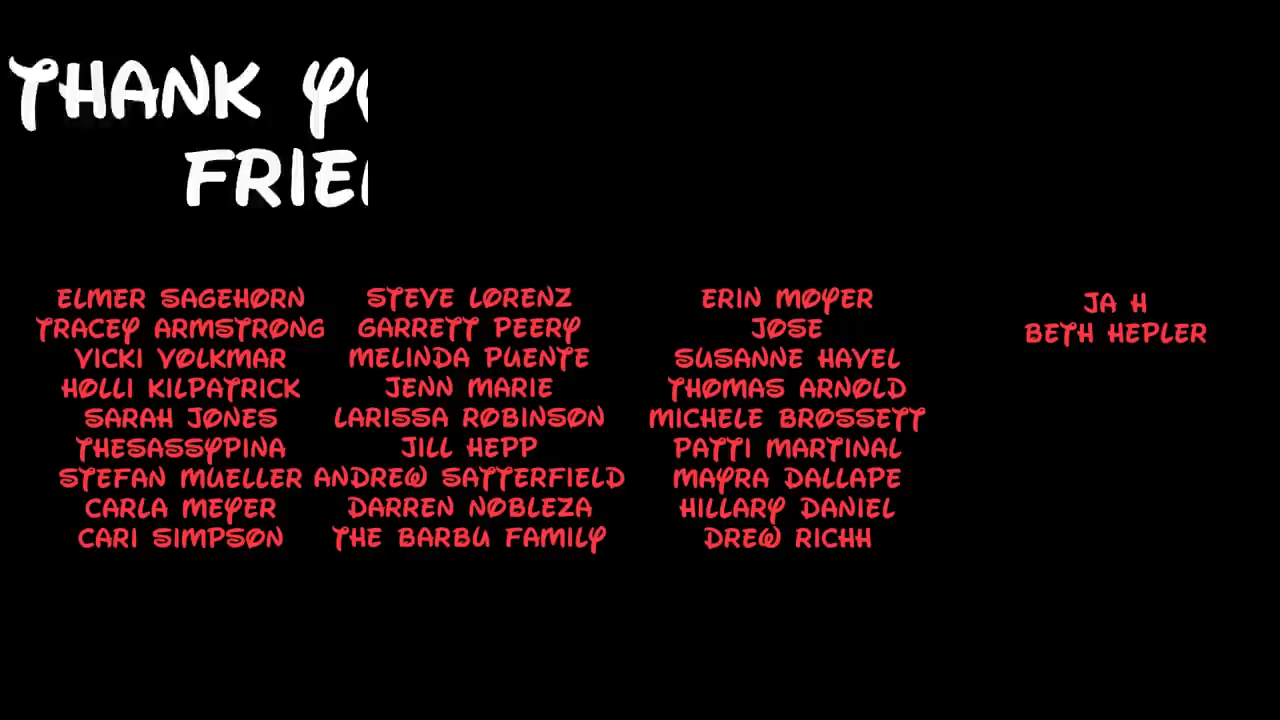 THANK YO
FRIE
ELMER SAGEHORN
TRACEY ARMSTRONG
VICKI VOLKMAR
HOLLI KILPATRICK
SARAH JONES
THESASSYPINA
STEFAN MUELLER
CARLA MEYER
CARI SIMPSON
STEVE LORENZ
GARRETT PEERY
MELINDA PUENTE
JENN MARIE
LARISSA ROBINSON
JILL HEPP
ANDREW SATTERFIELD
DARREN NOBLEZA
THE BARBU FAMILY
ERIN MOYER
JOSE
SUSANNE HAVEL
THOMAS ARNOLD
MICHELE BROSSETT
PATTI MARTINAL
MAYRA DALLAPE
HILLARY DANIEL
DREW RICHH
JA H
BETH HEPLER